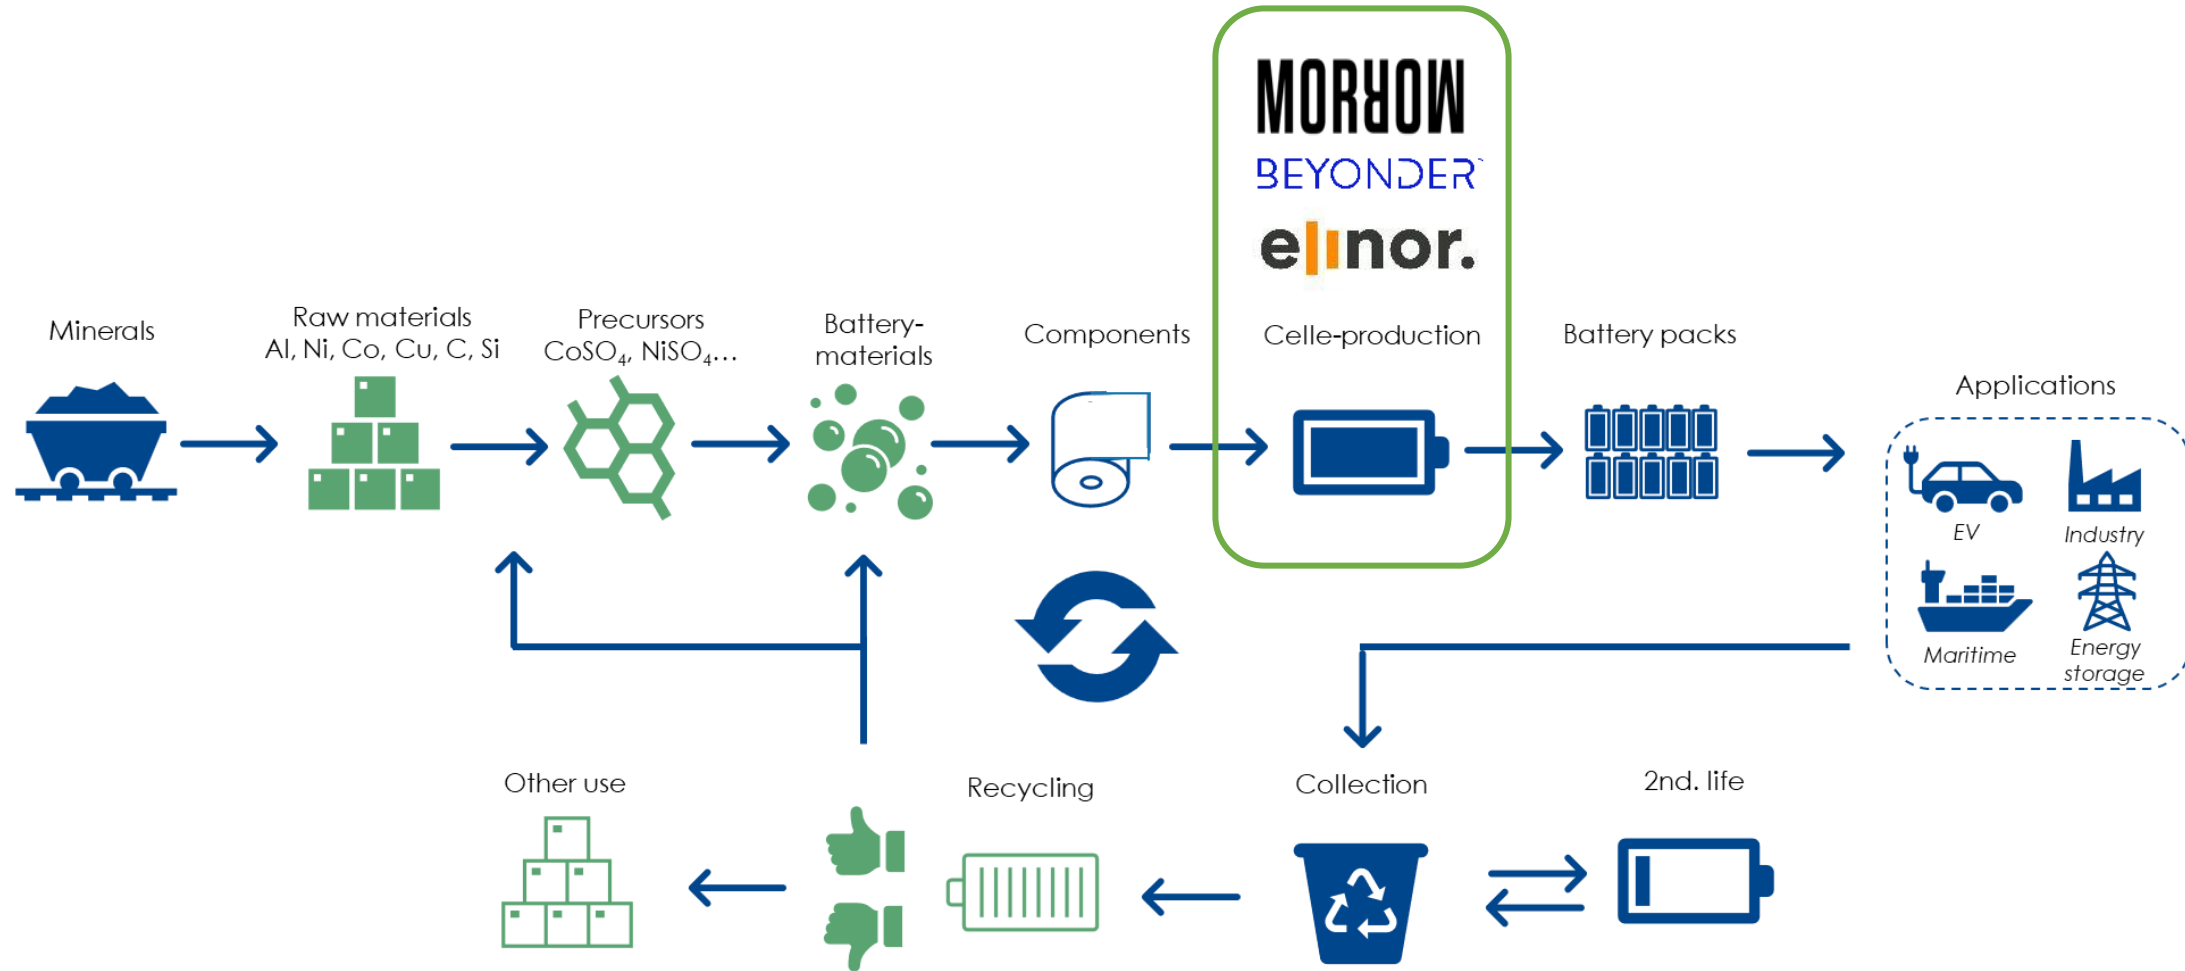 MORROW
BEYONDER
elinor.
Minerals
Raw materials
Al, Ni, Co, Cu, C, Si
Precursors
CoSO₄, NiSO₄...
Battery-
materials
Components
Celle-production
Battery packs
Applications
EV
Industry
Maritime
Energy
storage
Other use
Recycling
Collection
2nd. life